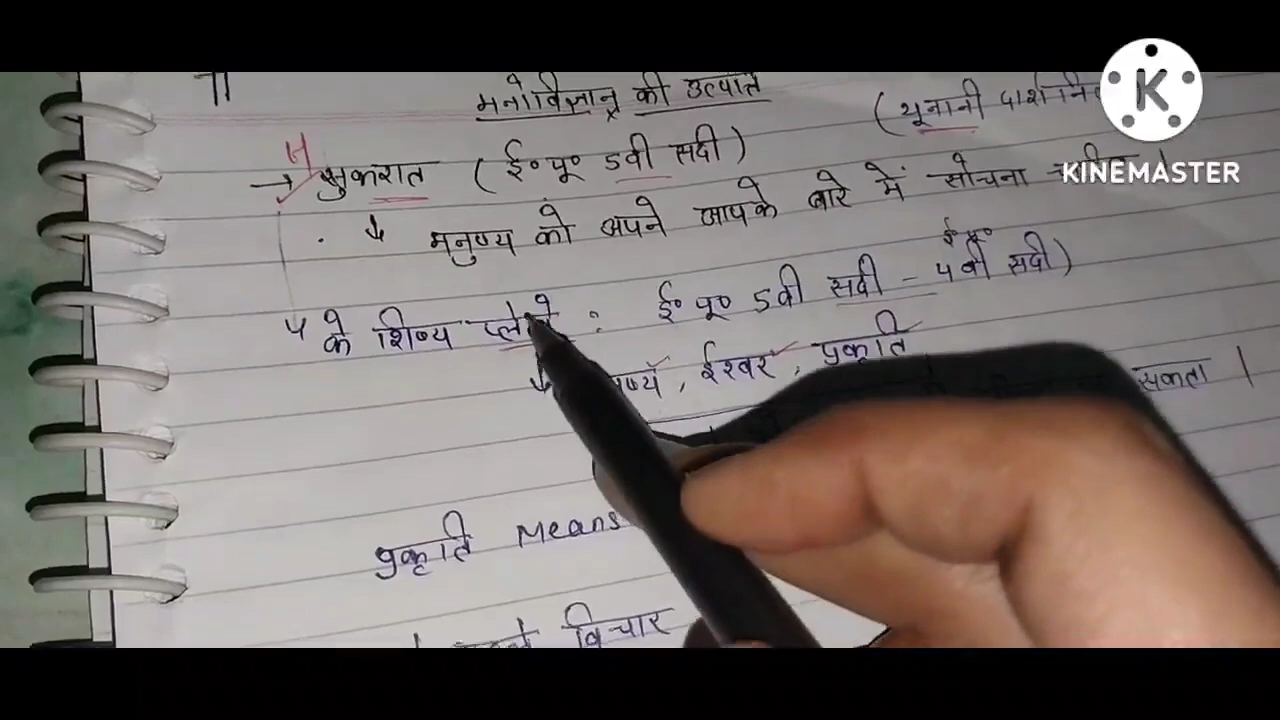 मनोविज्ञान की उत्पति
(यूनानी
H
→ सुकरात (ई॰ पू॰ 5वी सदी)
↓ मनुष्य को अपने आपके बारे में सोचना
ई॰ पू॰
के शिष्य प्लेटो : ई॰ पू॰ 5वी सदी - 4वी सदी)
↓ , ईश्वर , प्रकृति
सकता ।
प्रकृति Means
विचार
K
KINEMASTER